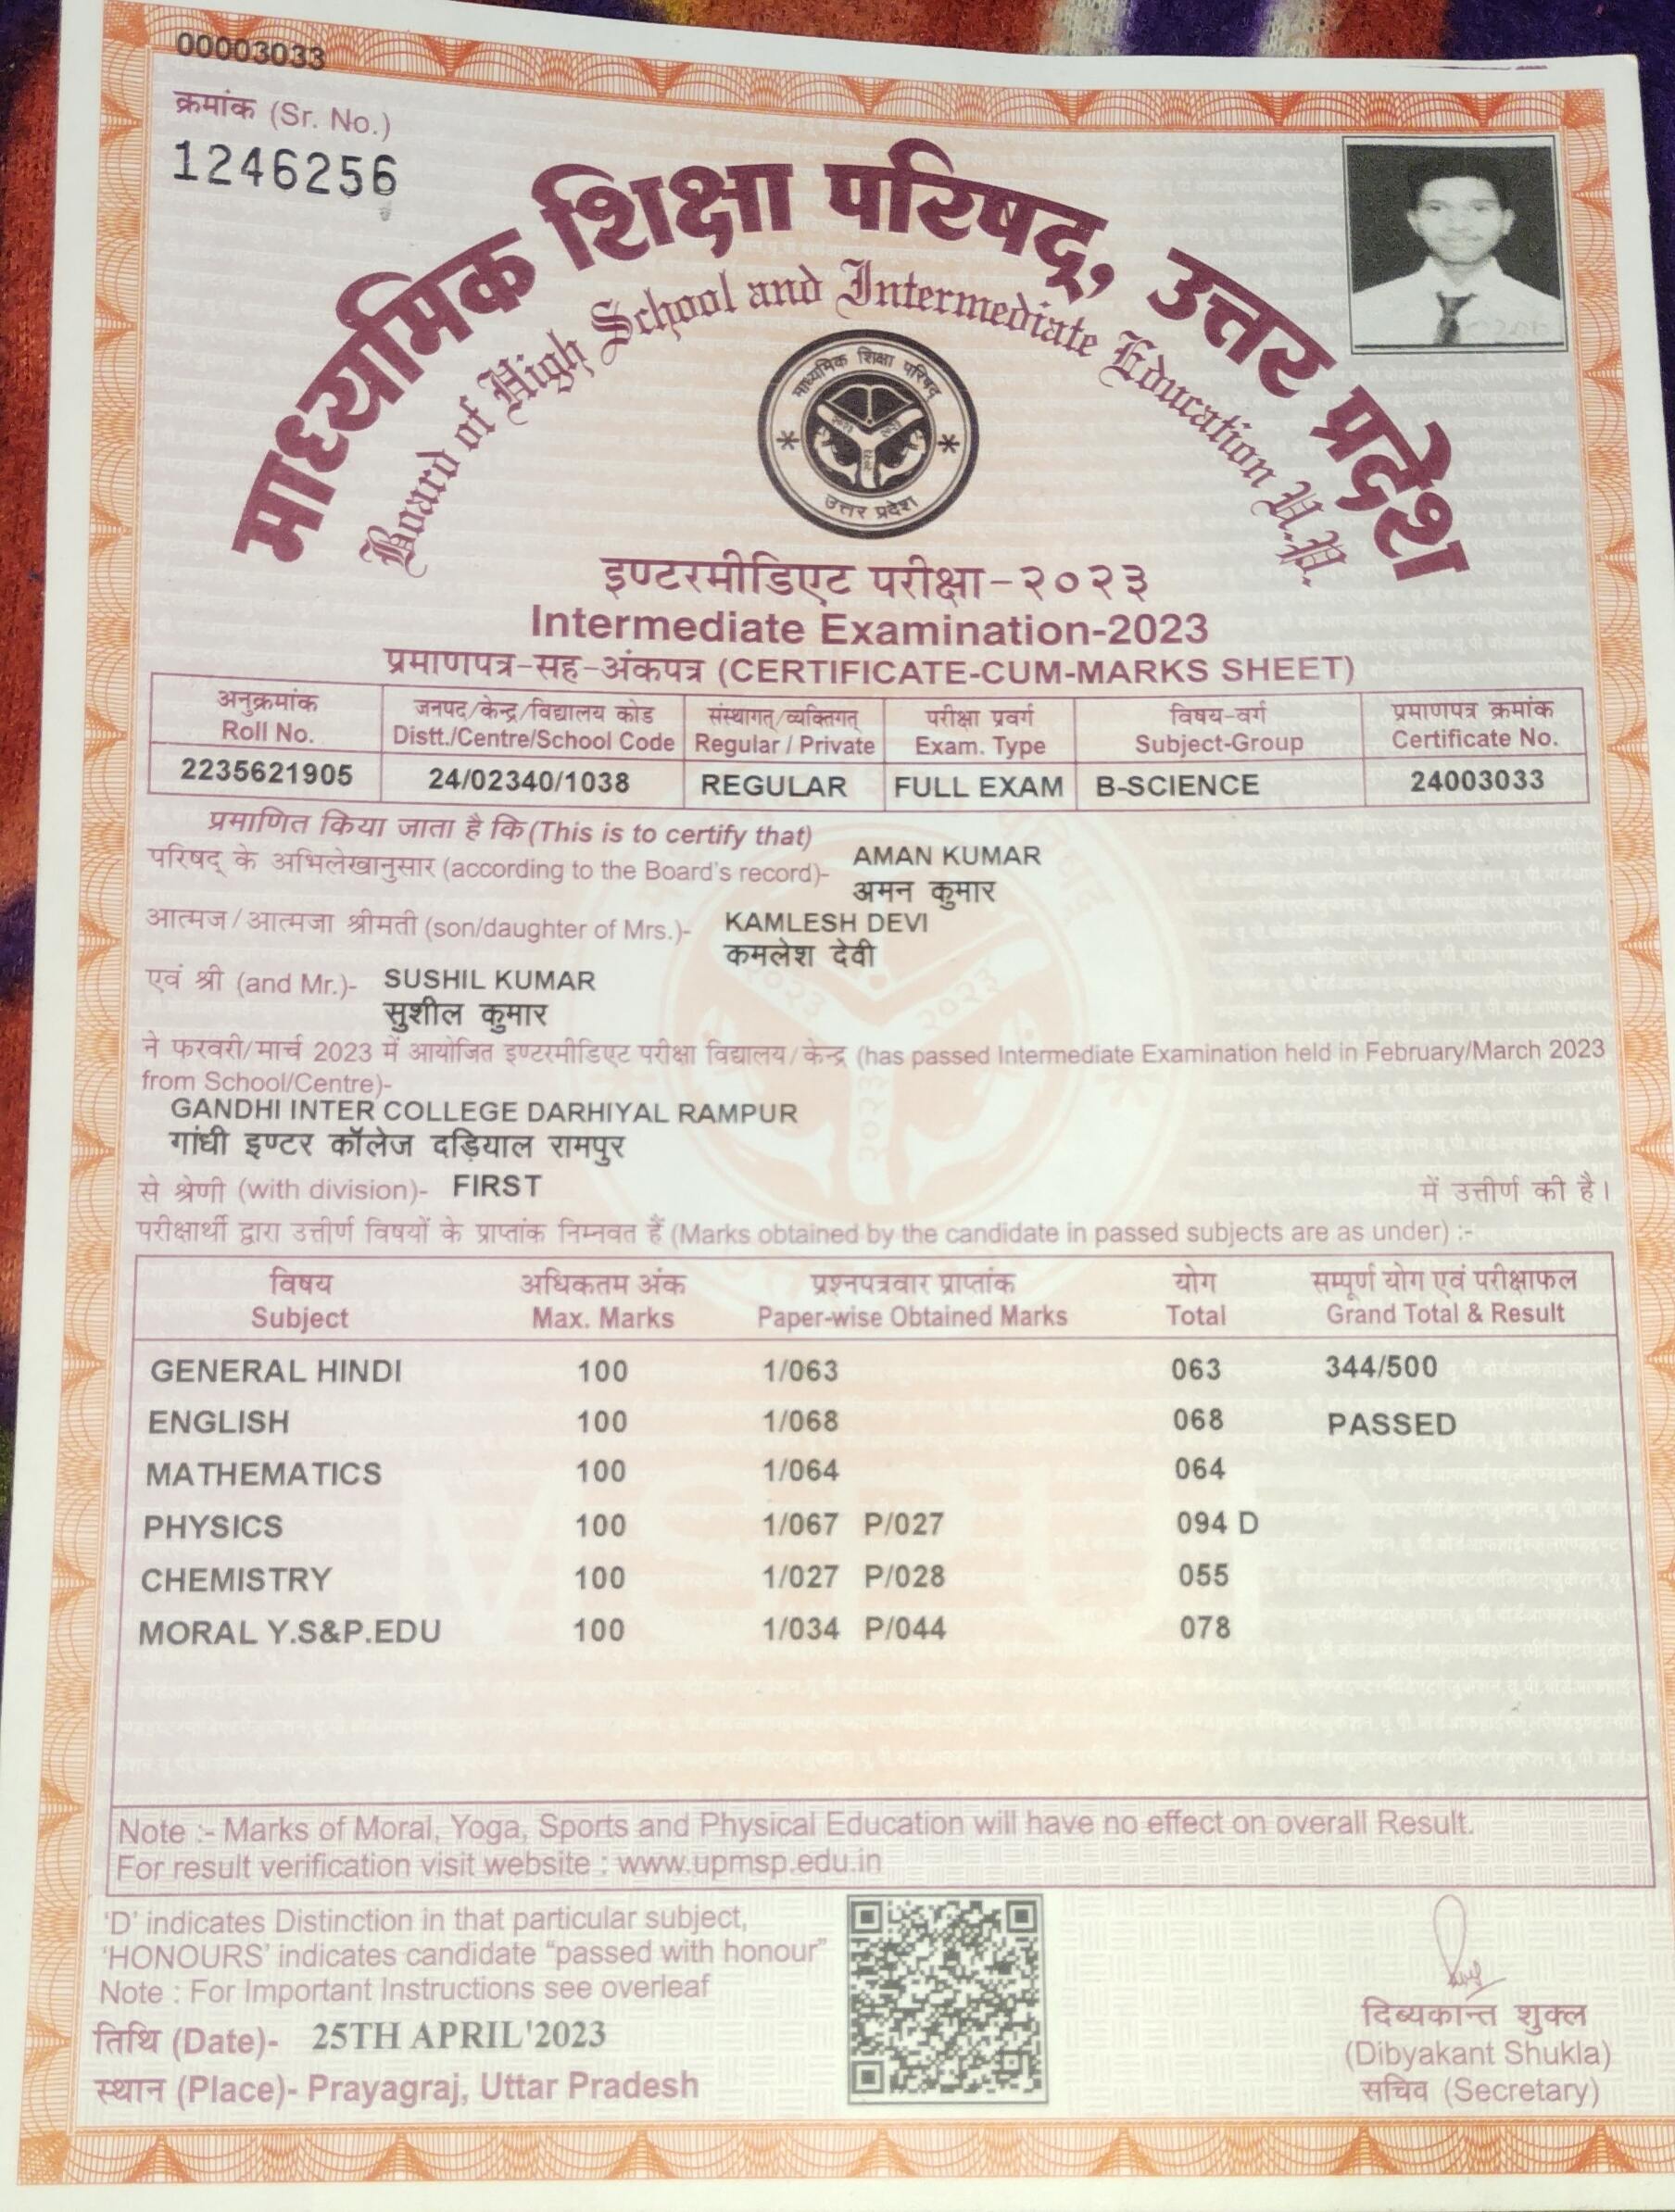 00003033
क्रमांक (Sr. No.)
1246256
माध्यमिक शिक्षा परिषद्, उत्तर प्रदेश
Board of High School and Intermediate Education U.P.
माध्यमिक शिक्षा परिषद्
उत्तर प्रदेश
इण्टरमीडिएट परीक्षा-२०२३
Intermediate Examination-2023
प्रमाणपत्र-सह-अंकपत्र (CERTIFICATE-CUM-MARKS SHEET)
अनुक्रमांक जनपद/केन्द्र/विद्यालय कोड संस्थागत्/व्यक्तिगत् परीक्षा प्रवर्ग विषय-वर्ग प्रमाणपत्र क्रमांक
Roll No. Distt./Centre/School Code Regular / Private Exam. Type Subject-Group Certificate No.
2235621905 24/02340/1038 REGULAR FULL EXAM B-SCIENCE 24003033
प्रमाणित किया जाता है कि (This is to certify that)
परिषद् के अभिलेखानुसार (according to the Board's record)- AMAN KUMAR
अमन कुमार
आत्मज/आत्मजा श्रीमती (son/daughter of Mrs.)- KAMLESH DEVI
कमलेश देवी
एवं श्री (and Mr.)- SUSHIL KUMAR
सुशील कुमार
ने फरवरी/मार्च 2023 में आयोजित इण्टरमीडिएट परीक्षा विद्यालय/केन्द्र (has passed Intermediate Examination held in February/March 2023
from School/Centre)-
GANDHI INTER COLLEGE DARHIYAL RAMPUR
गांधी इण्टर कॉलेज दड़ियाल रामपुर
से श्रेणी (with division)- FIRST में उत्तीर्ण की है।
परीक्षार्थी द्वारा उत्तीर्ण विषयों के प्राप्तांक निम्नवत हैं (Marks obtained by the candidate in passed subjects are as under) :-
विषय अधिकतम अंक प्रश्नपत्रवार प्राप्तांक योग सम्पूर्ण योग एवं परीक्षाफल
Subject Max. Marks Paper-wise Obtained Marks Total Grand Total & Result
GENERAL HINDI 100 1/063 063 344/500
ENGLISH 100 1/068 068 PASSED
MATHEMATICS 100 1/064 064
PHYSICS 100 1/067 P/027 094 D
CHEMISTRY 100 1/027 P/028 055
MORAL Y.S&P.EDU 100 1/034 P/044 078
Note :- Marks of Moral, Yoga, Sports and Physical Education will have no effect on overall Result.
For result verification visit website : www.upmsp.edu.in
'D' indicates Distinction in that particular subject,
'HONOURS' indicates candidate "passed with honour"
Note : For Important Instructions see overleaf
तिथि (Date)- 25TH APRIL'2023
स्थान (Place)- Prayagraj, Uttar Pradesh
दिब्यकान्त शुक्ल
(Dibyakant Shukla)
सचिव (Secretary)